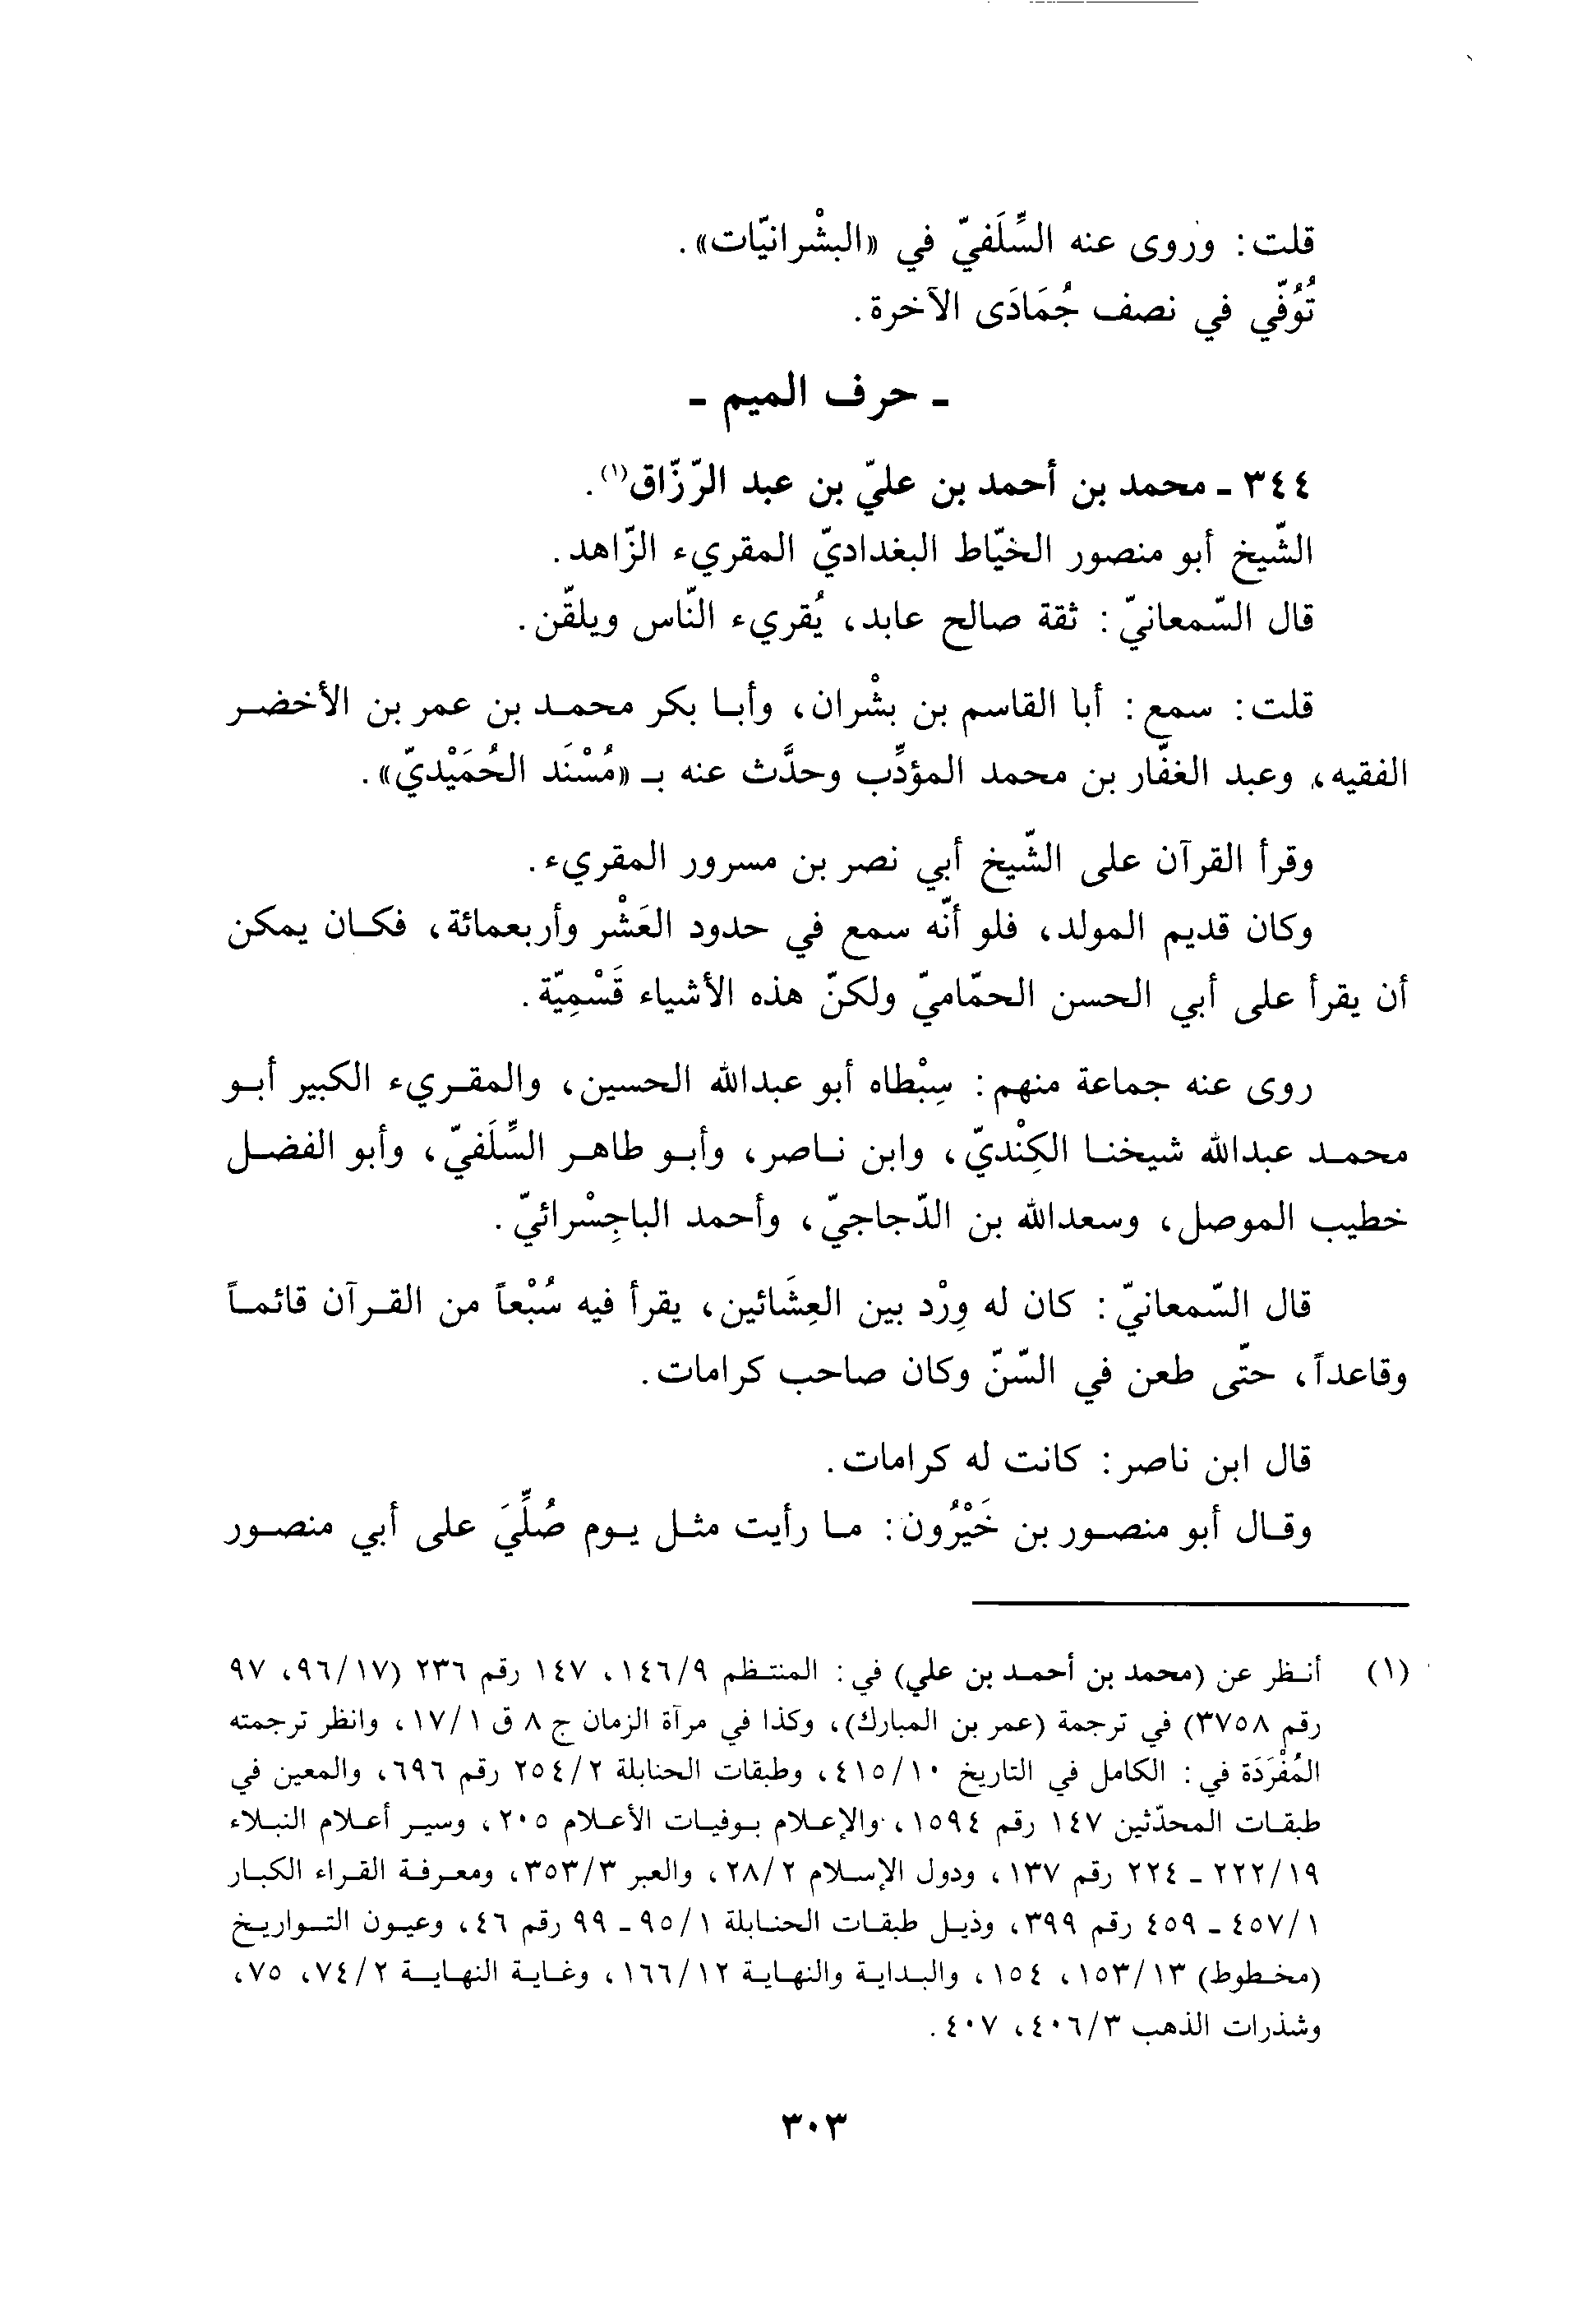 قلت: وروى عنه السِّلَفيّ في «البشْرانيّات».
تُوُفّي في نصف جُمَادَى الآخرة.
ـ حرف الميم ـ
٣٤٤ ـ محمد بن أحمد بن عليّ بن عبد الرّزّاق(١).
الشّيخ أبو منصور الخيّاط البغداديّ المقريء الزّاهد.
قال السّمعانيّ: ثقة صالح عابد، يُقريء النّاس ويلقّن.
قلت: سمع: أبا القاسم بن بشْران، وأبا بكر محمد بن عمر بن الأخضر
الفقيه، وعبد الغفّار بن محمد المؤدِّب وحدَّث عنه بـ «مُسْنَد الحُمَيْديّ».
وقرأ القرآن على الشّيخ أبي نصر بن مسرور المقريء.
وكان قديم المولد، فلو أنّه سمع في حدود العَشْر وأربعمائة، فكان يمكن
أن يقرأ على أبي الحسن الحمّاميّ ولكنّ هذه الأشياء قَسْمِيّة.
روى عنه جماعة منهم: سِبْطاه أبو عبدالله الحسين، والمقريء الكبير أبو
محمد عبدالله شيخنا الكِنْديّ، وابن ناصر، وأبو طاهر السِّلَفيّ، وأبو الفضل
خطيب الموصل، وسعدالله بن الدّجاجيّ، وأحمد الباجِسْرائيّ.
قال السّمعانيّ: كان له وِرْد بين العِشَائين، يقرأ فيه سُبْعاً من القرآن قائماً
وقاعداً، حتّى طعن في السّنّ وكان صاحب كرامات.
قال ابن ناصر: كانت له كرامات.
وقال أبو منصور بن خَيْرُون: ما رأيت مثل يوم صُلِّيَ على أبي منصور
(١) أنظر عن (محمد بن أحمد بن علي) في: المنتظم ١٤٦/٩، ١٤٧ رقم ٢٣٦ (٩٦/١٧، ٩٧
رقم ٣٧٥٨) في ترجمة (عمر بن المبارك)، وكذا في مرآة الزمان ج ٨ ق ١٧/١، وانظر ترجمته
المُفْرَدَة في: الكامل في التاريخ ٤١٥/١٠، وطبقات الحنابلة ٢٥٤/٢ رقم ٦٩٦، والمعين في
طبقات المحدّثين ١٤٧ رقم ١٥٩٤، والإعلام بوفيات الأعلام ٢٠٥، وسير أعلام النبلاء
٢٢٢/١٩ ـ ٢٢٤ رقم ١٣٧، ودول الإسلام ٢٨/٢، والعبر ٣٥٣/٣، ومعرفة القراء الكبار
٤٥٧/١ ـ ٤٥٩ رقم ٣٩٩، وذيل طبقات الحنابلة ٩٥/١ ـ ٩٩ رقم ٤٦، وعيون التواريخ
(مخطوط) ١٥٣/١٣، ١٥٤، والبداية والنهاية ١٦٦/١٢، وغاية النهاية ٧٤/٢، ٧٥،
وشذرات الذهب ٤٠٦/٣، ٤٠٧.
٣٠٣